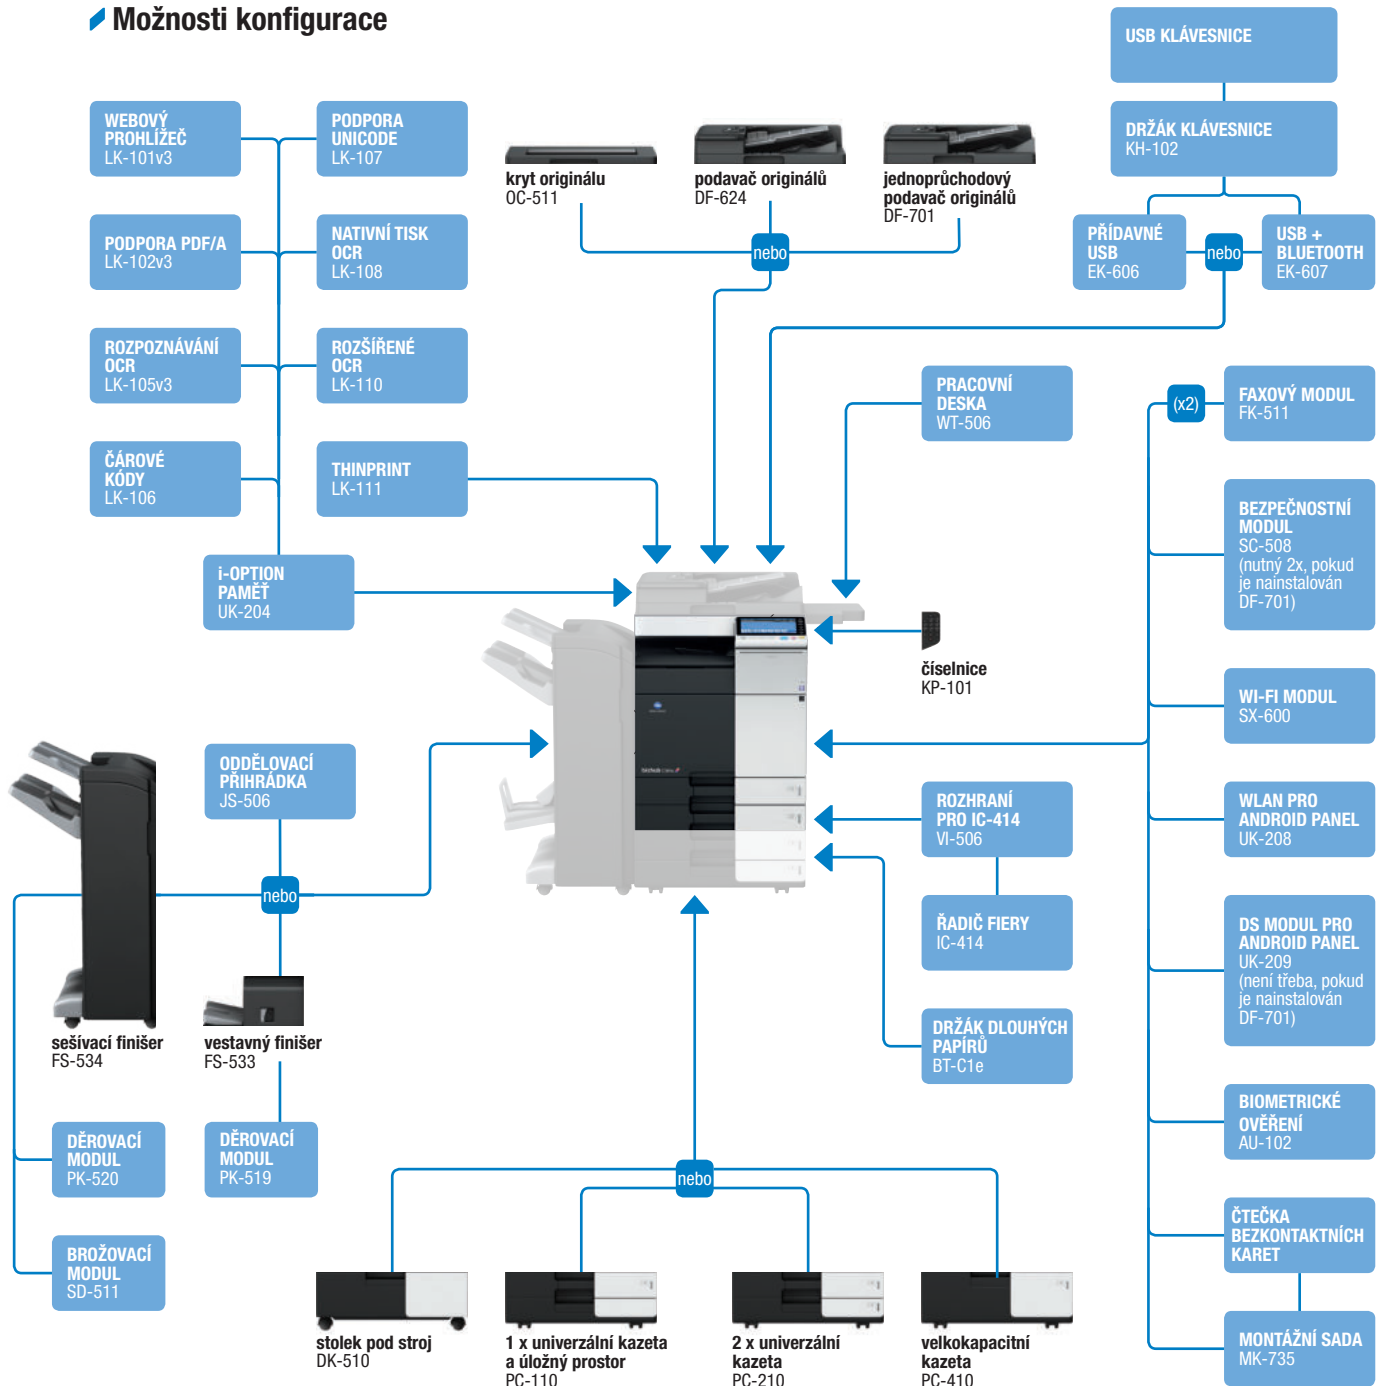 Možnosti konfigurace
USB KLÁVESNICE
WEBOVÝ
PROHLÍŽEČ
LK-101v3
PODPORA
UNICODE
LK-107
DRŽÁK KLÁVESNICE
KH-102
kryt originálu
OC-511
podavač originálů
DF-624
jednoprůchodový
podavač originálů
DF-701
PODPORA PDF/A
LK-102v3
NATIVNÍ TISK
OCR
LK-108
nebo
PŘÍDAVNÉ
USB
EK-606
nebo
USB +
BLUETOOTH
EK-607
ROZPOZNÁVÁNÍ
OCR
LK-105v3
ROZŠÍŘENÉ
OCR
LK-110
PRACOVNÍ
DESKA
WT-506
(x2)
FAXOVÝ MODUL
FK-511
ČÁROVÉ
KÓDY
LK-106
THINPRINT
LK-111
BEZPEČNOSTNÍ
MODUL
SC-508
(nutný 2x, pokud
je nainstalován
DF-701)
i-OPTION
PAMĚŤ
UK-204
číselnice
KP-101
WI-FI MODUL
SX-600
ODDĚLOVACÍ
PŘIHRÁDKA
JS-506
bizhub
ROZHRANÍ
PRO IC-414
VI-506
WLAN PRO
ANDROID PANEL
UK-208
nebo
ŘADIČ FIERY
IC-414
DS MODUL PRO
ANDROID PANEL
UK-209
(není třeba, pokud
je nainstalován
DF-701)
sešívací finišer
FS-534
vestavný finišer
FS-533
DRŽÁK DLOUHÝCH
PAPÍRŮ
BT-C1e
BIOMETRICKÉ
OVĚŘENÍ
AU-102
DĚROVACÍ
MODUL
PK-520
DĚROVACÍ
MODUL
PK-519
nebo
ČTEČKA
BEZKONTAKTNÍCH
KARET
BROŽOVACÍ
MODUL
SD-511
stolek pod stroj
DK-510
1 x univerzální kazeta
a úložný prostor
PC-110
2 x univerzální
kazeta
PC-210
velkokapacitní
kazeta
PC-410
MONTÁŽNÍ SADA
MK-735